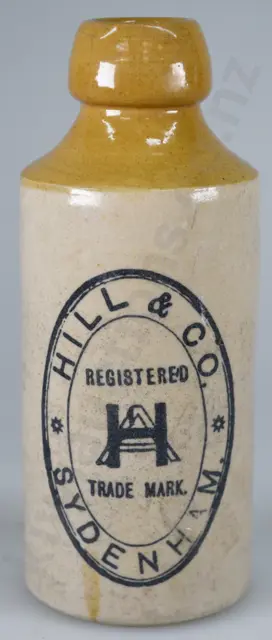 HILL & CO.
REGISTERED
H
TRADE MARK.
SYDENHAM.